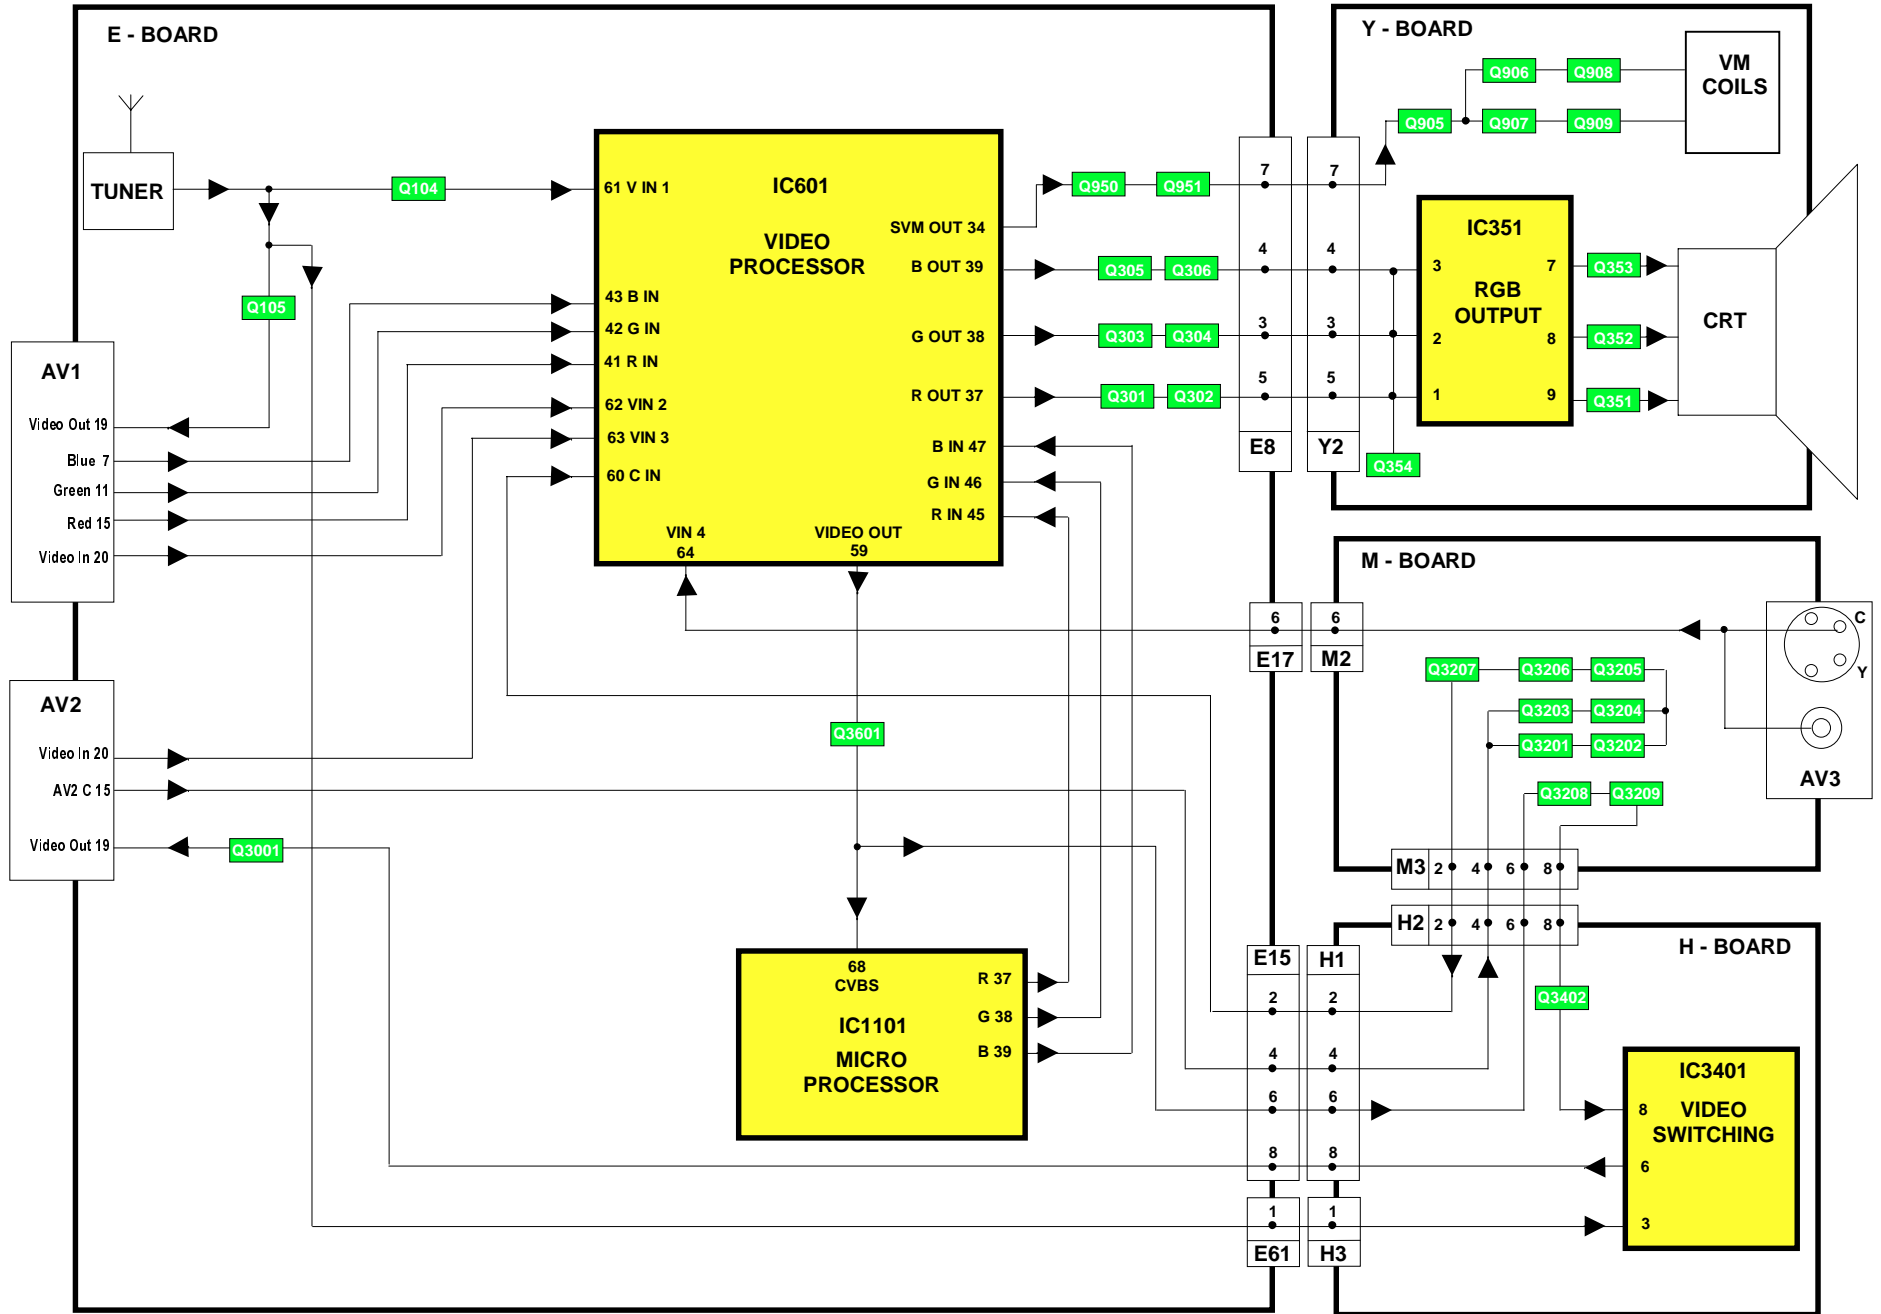 E - BOARD
TUNER
Q104
Q105
AV1
Video Out 19
Blue 7
Green 11
Red 15
Video In 20
AV2
Video In 20
AV2 C 15
Video Out 19
Q3001
61 V IN 1
IC601
VIDEO
PROCESSOR
43 B IN
42 G IN
41 R IN
62 VIN 2
63 VIN 3
60 C IN
VIN 4
64
VIDEO OUT
59
SVM OUT 34
B OUT 39
G OUT 38
R OUT 37
B IN 47
G IN 46
R IN 45
Q950
Q951
Q305
Q306
Q303
Q304
Q301
Q302
Q3601
68
CVBS
IC1101
MICRO
PROCESSOR
R 37
G 38
B 39
7
4
3
5
E8
7
4
3
5
Y2
6
E17
6
M2
E15
2
4
6
8
H1
2
4
6
8
1
E61
1
H3
Y - BOARD
Q905
Q906
Q908
Q907
Q909
VM
COILS
IC351
RGB
OUTPUT
3
2
1
7
8
9
Q353
Q352
Q351
Q354
CRT
M - BOARD
C
Y
AV3
Q3207
Q3206
Q3205
Q3203
Q3204
Q3201
Q3202
Q3208
Q3209
M3
2
4
6
8
H2
2
4
6
8
H - BOARD
Q3402
IC3401
VIDEO
SWITCHING
8
6
3